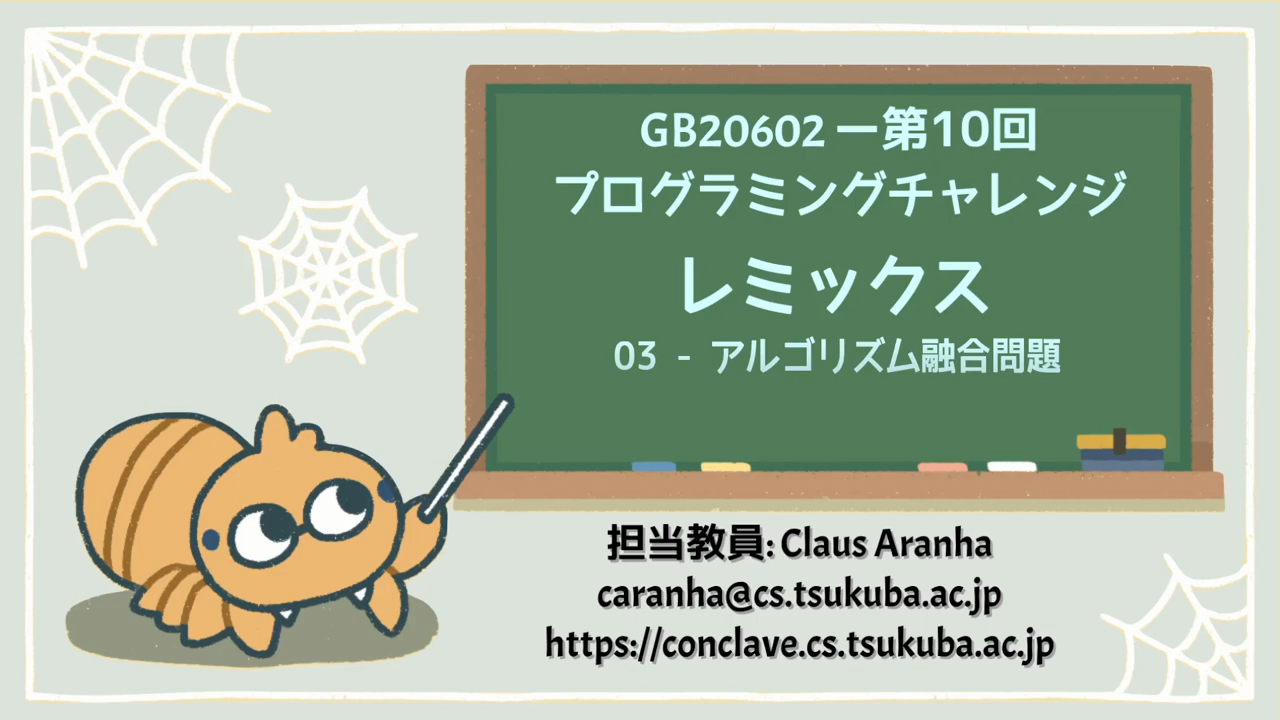 GB20602 ー第10回
プログラミングチャレンジ
レミックス
03 - アルゴリズム融合問題
担当教員: Claus Aranha
caranha@cs.tsukuba.ac.jp
https://conclave.cs.tsukuba.ac.jp